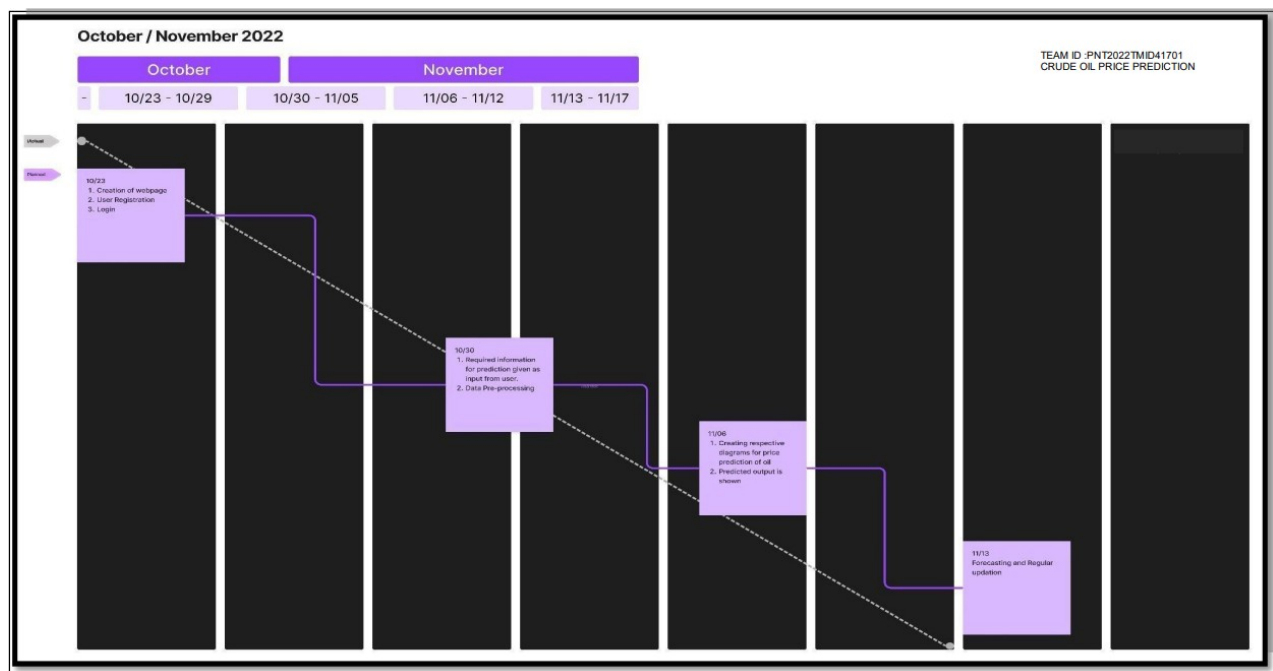 October / November 2022
TEAM ID :PNT2022TMID41701
CRUDE OIL PRICE PREDICTION
October
November
-
10/23 - 10/29
10/30 - 11/05
11/06 - 11/12
11/13 - 11/17
Planned
10/23
1. Creation of webpage
2. User Registration
3. Login
10/30
1. Required information
for prediction given as
input from user.
2. Data Pre-processing
11/06
1. Creating respective
diagrams for price
prediction of oil
2. Predicted output is
shown
11/13
Forecasting and Regular
updation